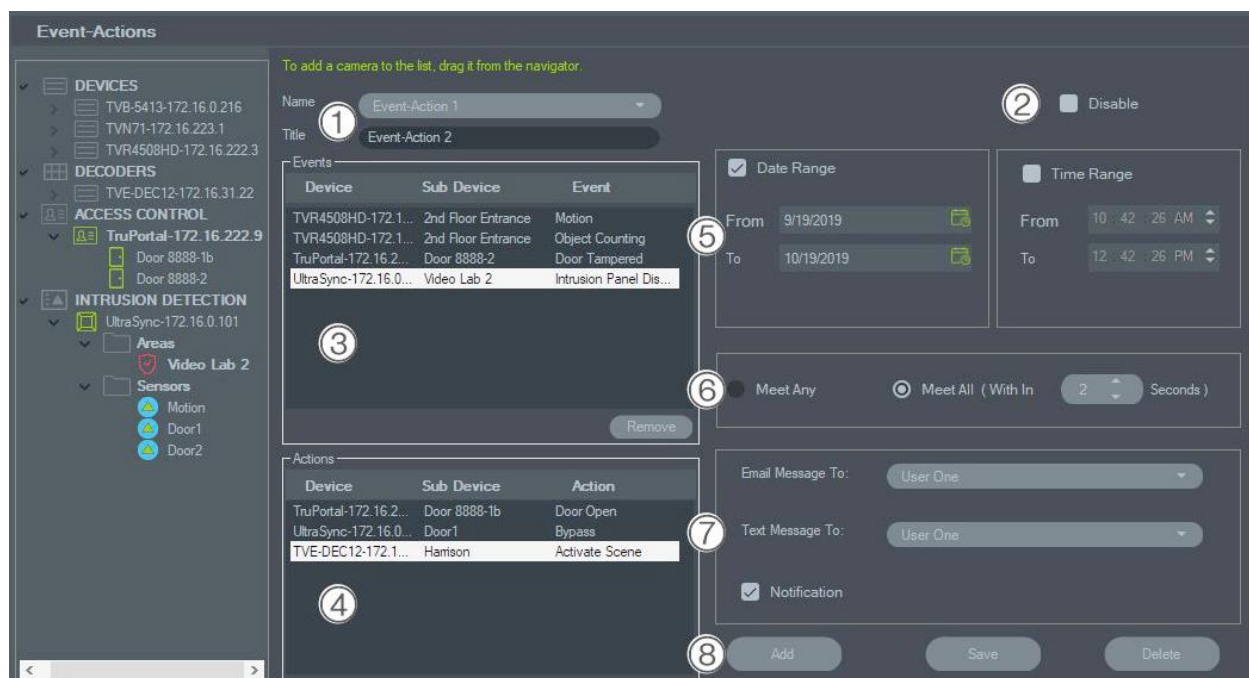 Event-Actions
DEVICES
TVB-5413-172.16.0.216
TVN71-172.16.223.1
TVR4508HD-172.16.222.3
DECODERS
TVE-DEC12-172.16.31.22
ACCESS CONTROL
TruPortal-172.16.222.9
Door 8888-1b
Door 8888-2
INTRUSION DETECTION
UltraSync-172.16.0.101
Areas
Video Lab 2
Sensors
Motion
Door1
Door2
To add a camera to the list, drag it from the navigator.
Name
1
Event-Action 1
Title
Event-Action 2
2
Disable
Events
Device Sub Device Event
TVR4508HD-172.1... 2nd Floor Entrance Motion
TVR4508HD-172.1... 2nd Floor Entrance Object Counting
TruPortal-172.16.2... Door 8888-2 Door Tampered
UltraSync-172.16.0... Video Lab 2 Intrusion Panel Dis...
3
Remove
Actions
Device Sub Device Action
TruPortal-172.16.2... Door 8888-1b Door Open
UltraSync-172.16.0... Door1 Bypass
TVE-DEC12-172.1... Harrison Activate Scene
4
5
Date Range
From 9/19/2019
To 10/19/2019
Time Range
From 10 42 26 AM
To 12 42 26 PM
6
Meet Any Meet All ( With In 2 Seconds )
7
Email Message To: User One
Text Message To: User One
Notification
8
Add Save Delete